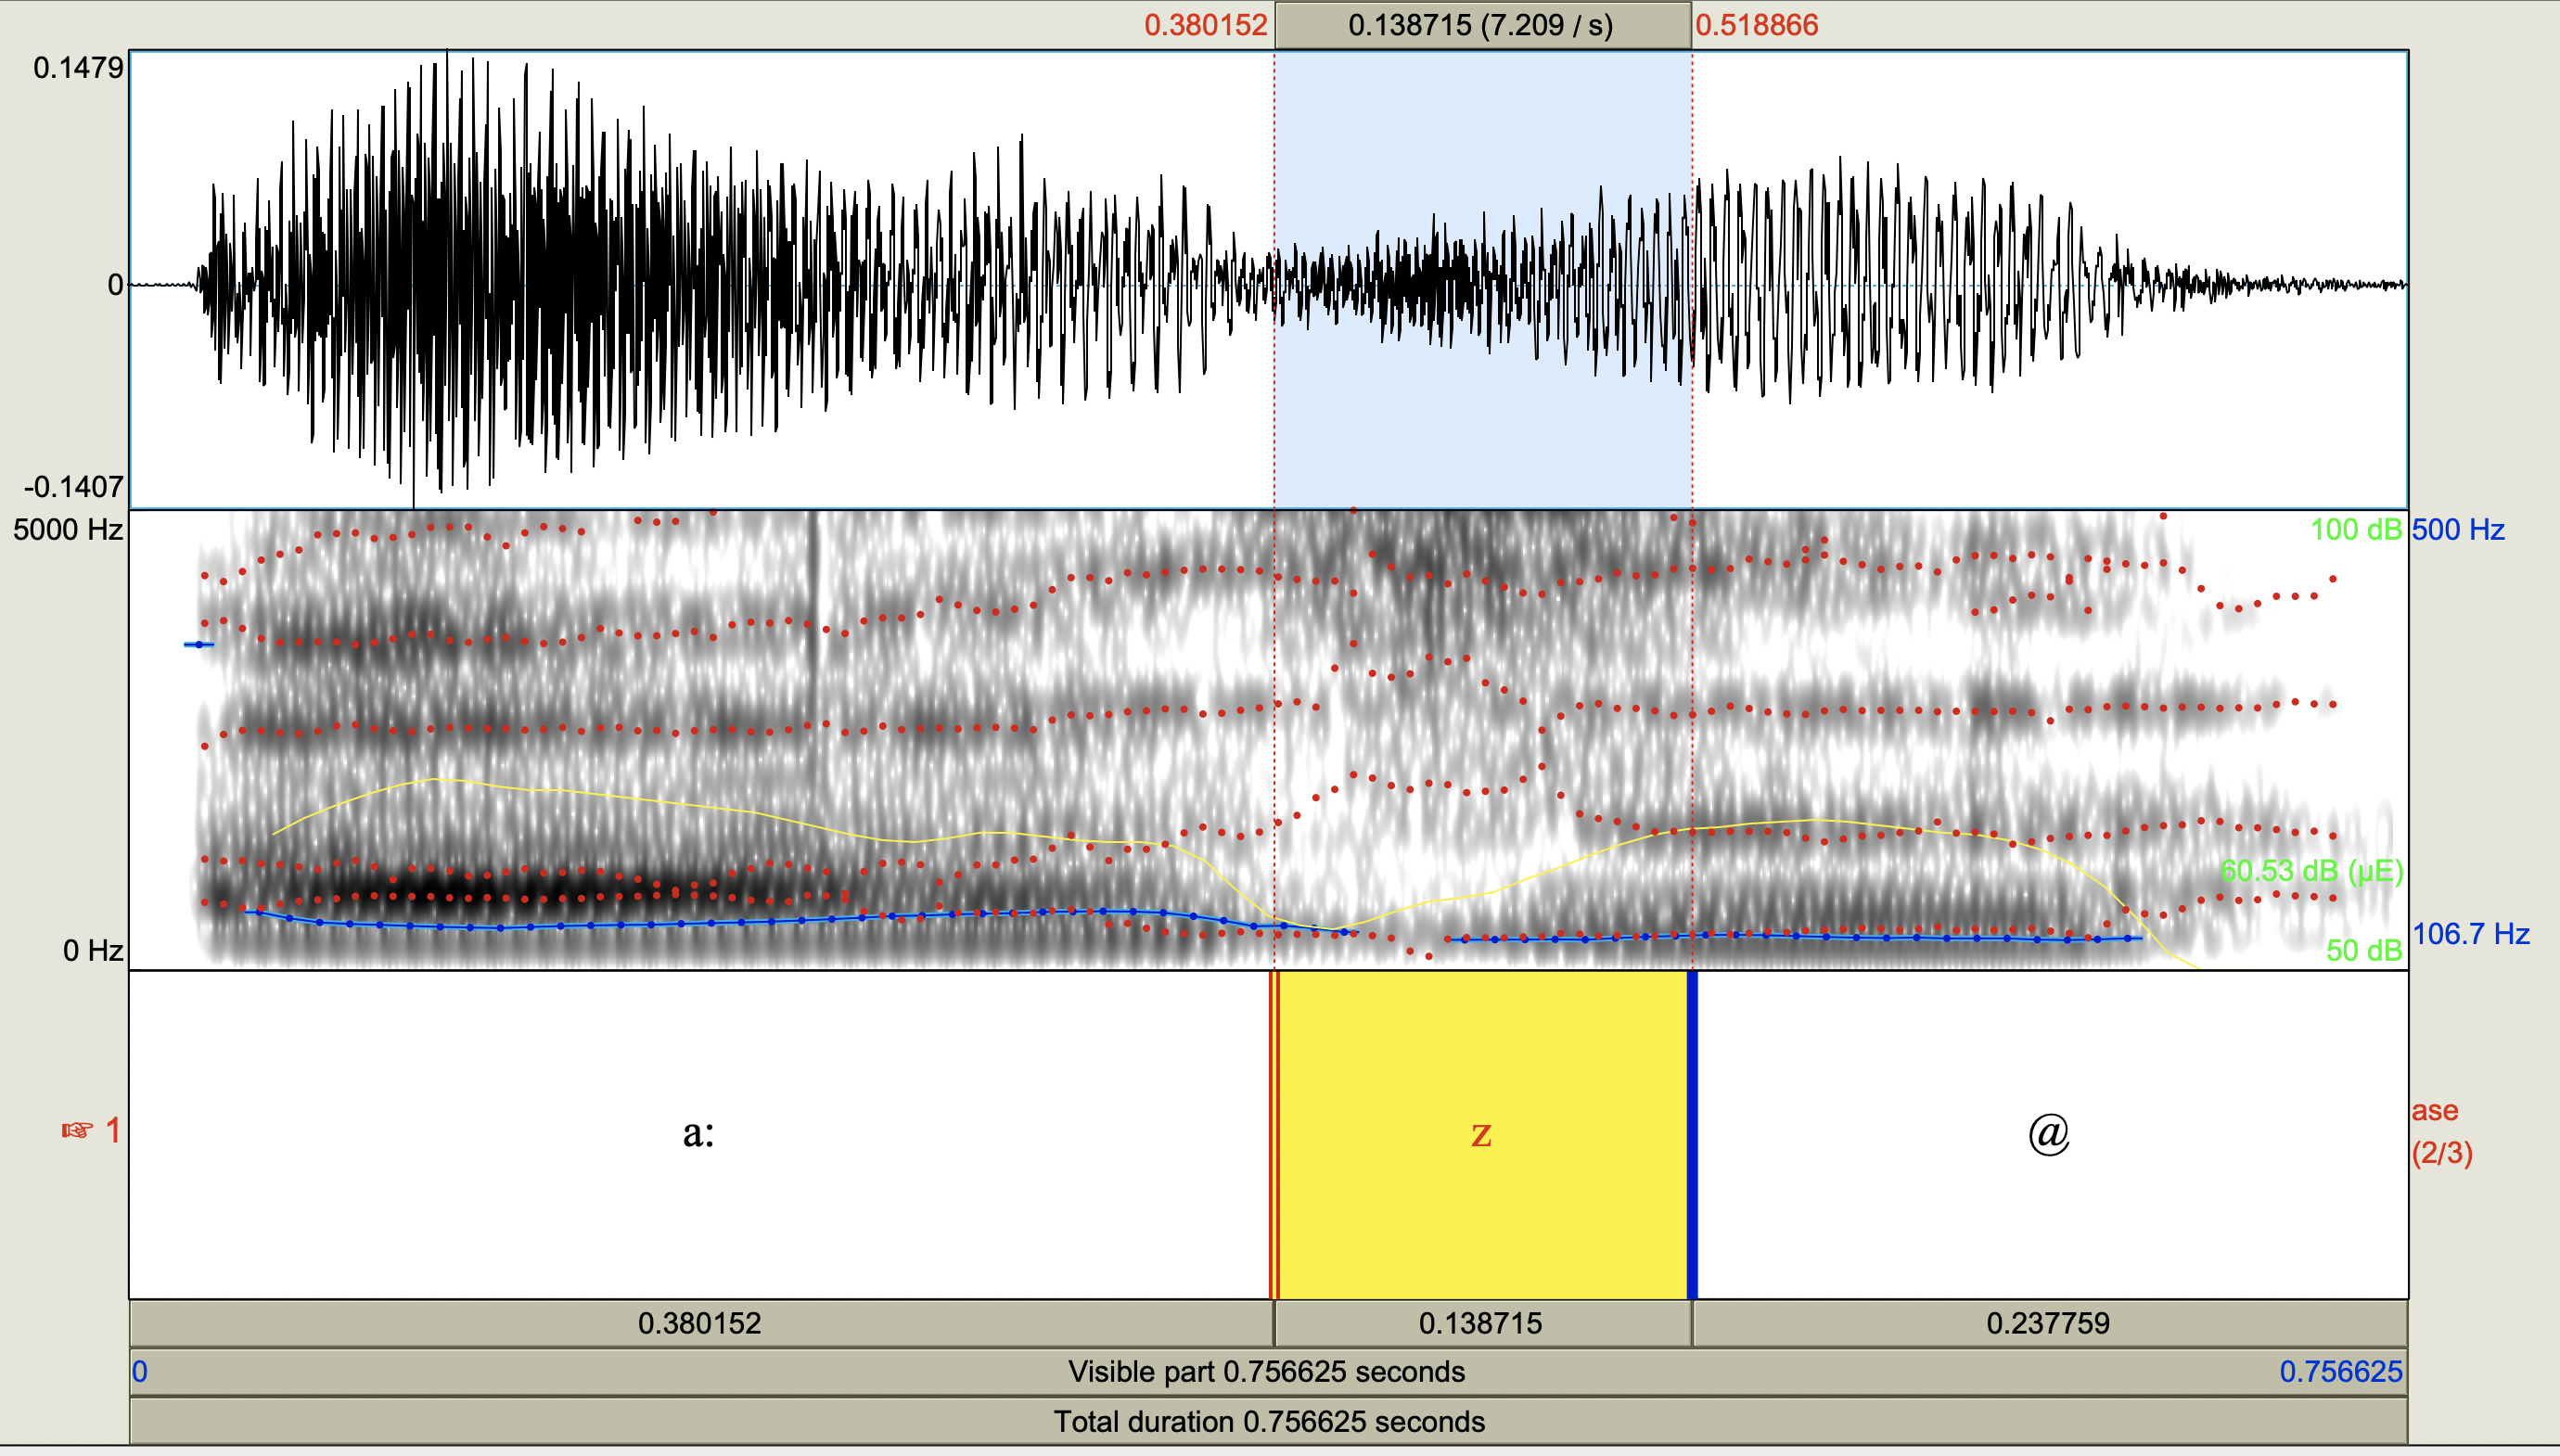 0.380152 0.138715 (7.209 / s) 0.518866
0.1479
0
-0.1407
5000 Hz 100 dB 500 Hz
60.53 dB (µE)
106.7 Hz
0 Hz 50 dB
☞ 1 a: z @ ase
(2/3)
0.380152 0.138715 0.237759
0 Visible part 0.756625 seconds 0.756625
Total duration 0.756625 seconds